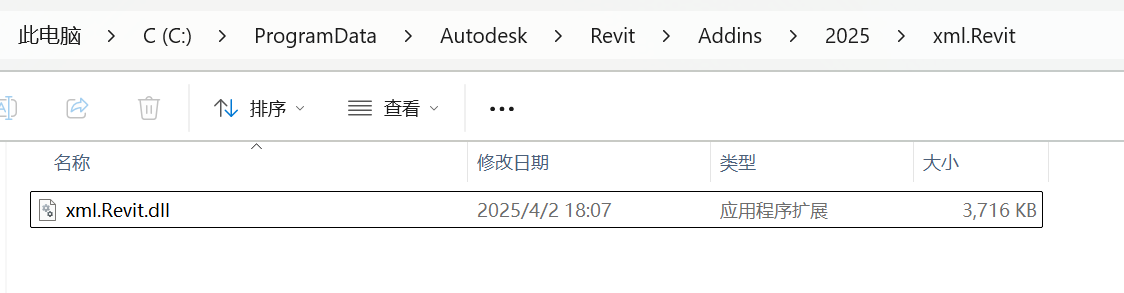 此电脑 > C (C:) > ProgramData > Autodesk > Revit > Addins > 2025 > xml.Revit
排序 查看
名称 修改日期 类型 大小
xml.Revit.dll 2025/4/2 18:07 应用程序扩展 3,716 KB